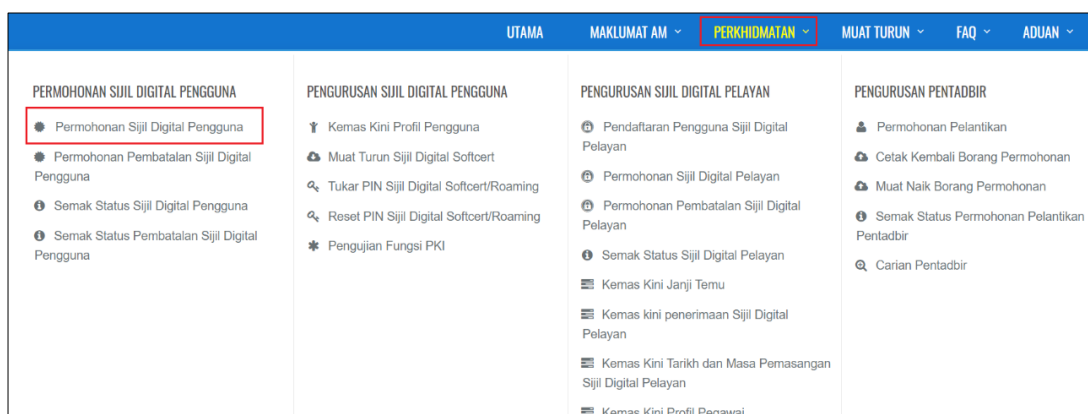 UTAMA MAKLUMAT AM PERKHIDMATAN MUAT TURUN FAQ ADUAN
PERMOHONAN SIJIL DIGITAL PENGGUNA
Permohonan Sijil Digital Pengguna
Permohonan Pembatalan Sijil Digital
Pengguna
Semak Status Sijil Digital Pengguna
Semak Status Pembatalan Sijil Digital
Pengguna
PENGURUSAN SIJIL DIGITAL PENGGUNA
Kemas Kini Profil Pengguna
Muat Turun Sijil Digital Softcert
Tukar PIN Sijil Digital Softcert/Roaming
Reset PIN Sijil Digital Softcert/Roaming
Pengujian Fungsi PKI
PENGURUSAN SIJIL DIGITAL PELAYAN
Pendaftaran Pengguna Sijil Digital
Pelayan
Permohonan Sijil Digital Pelayan
Permohonan Pembatalan Sijil Digital
Pelayan
Semak Status Sijil Digital Pelayan
Kemas Kini Janji Temu
Kemas kini penerimaan Sijil Digital
Pelayan
Kemas Kini Tarikh dan Masa Pemasangan
Sijil Digital Pelayan
Kemas Kini Profil Pegawai
PENGURUSAN PENTADBIR
Permohonan Pelantikan
Cetak Kembali Borang Permohonan
Muat Naik Borang Permohonan
Semak Status Permohonan Pelantikan
Pentadbir
Carian Pentadbir